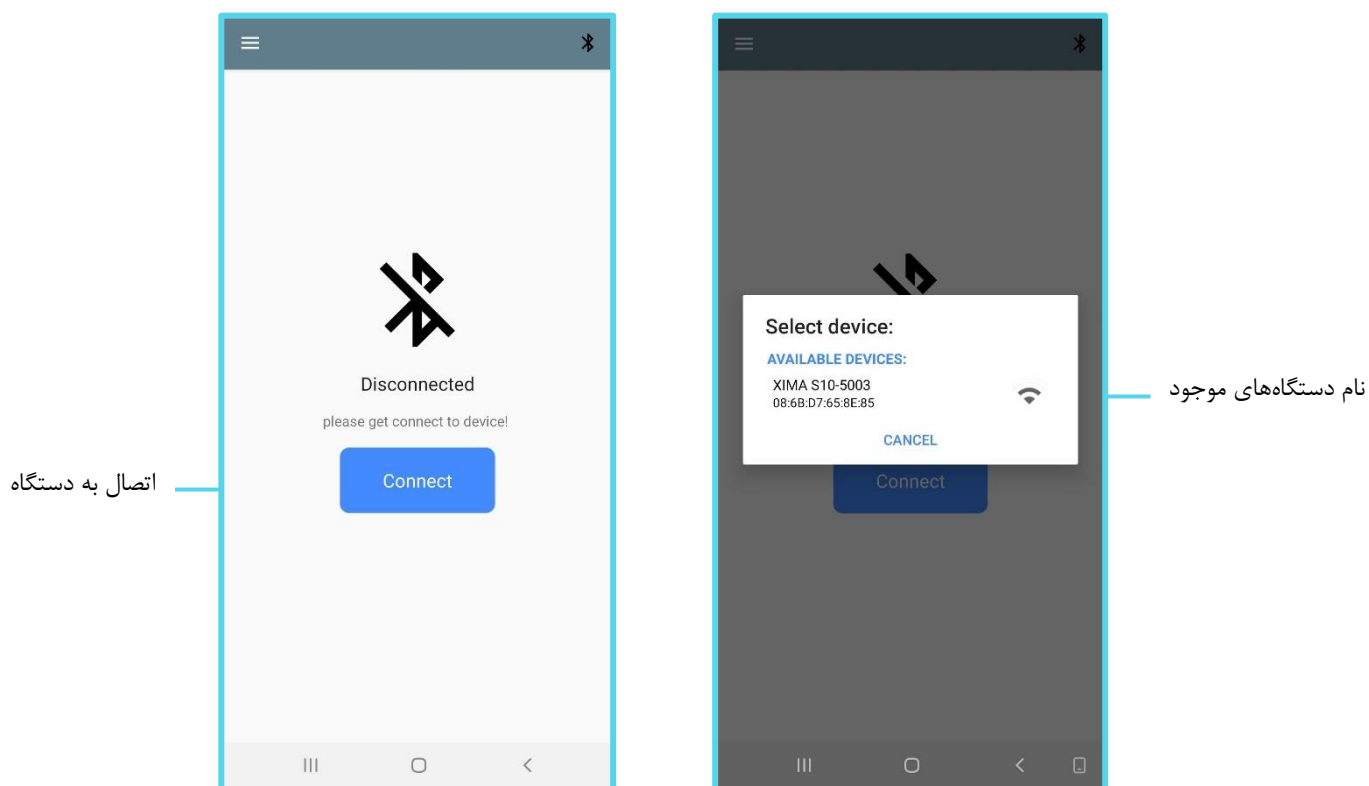 اتصال به دستگاه
Disconnected
please get connect to device!
Connect
Select device:
AVAILABLE DEVICES:
XIMA S10-5003
08:6B:D7:65:8E:85
CANCEL
Connect
نام دستگاه‌های موجود